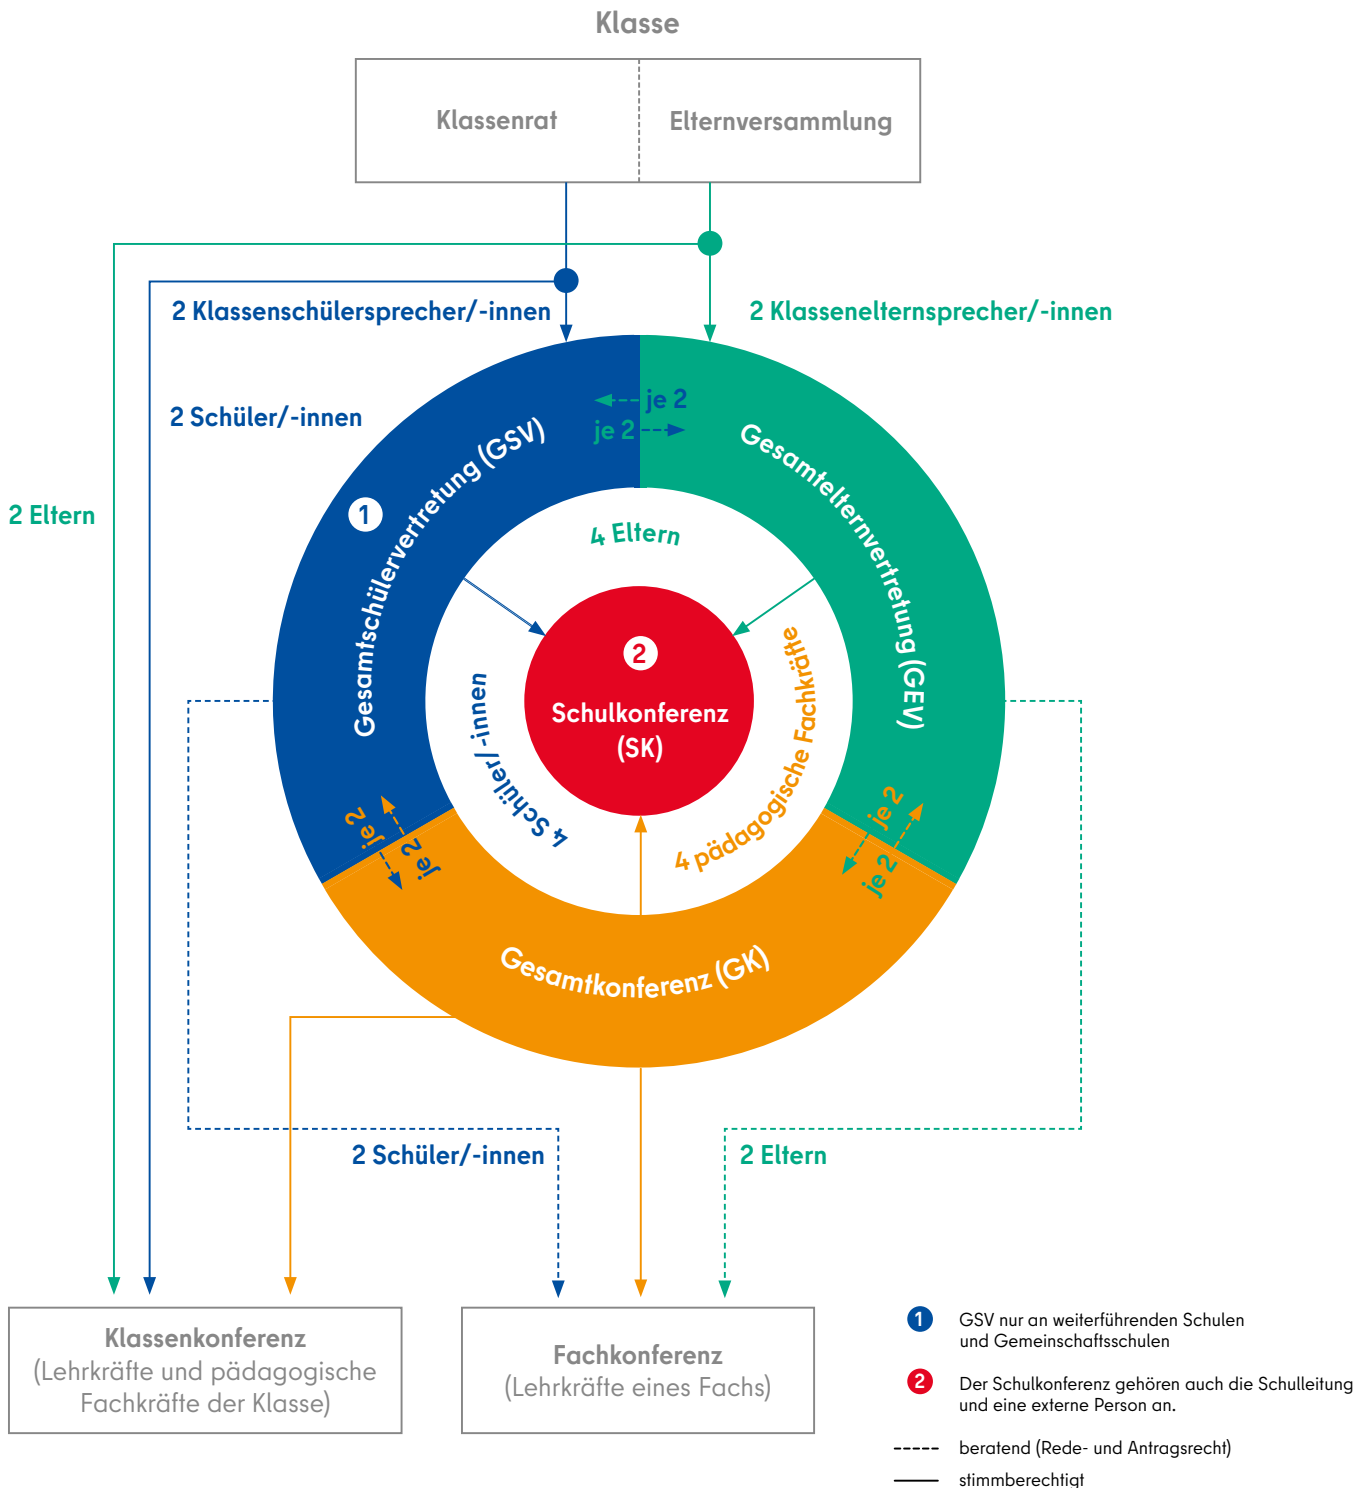 Klasse
Klassenrat
Elternversammlung
2 Klassenschülersprecher/-innen
2 Klassenelternsprecher/-innen
2 Schüler/-innen
2 Eltern
je 2
je 2
1
Gesamtschülervertretung (GSV)
Gesamtelternvertretung (GEV)
4 Eltern
2
Schulkonferenz
(SK)
4 Schüler/-innen
4 pädagogische Fachkräfte
je 2
je 2
je 2
je 2
Gesamtkonferenz (GK)
2 Schüler/-innen
2 Eltern
Klassenkonferenz
(Lehrkräfte und pädagogische
Fachkräfte der Klasse)
Fachkonferenz
(Lehrkräfte eines Fachs)
1 GSV nur an weiterführenden Schulen
und Gemeinschaftsschulen
2 Der Schulkonferenz gehören auch die Schulleitung
und eine externe Person an.
beratend (Rede- und Antragsrecht)
stimmberechtigt